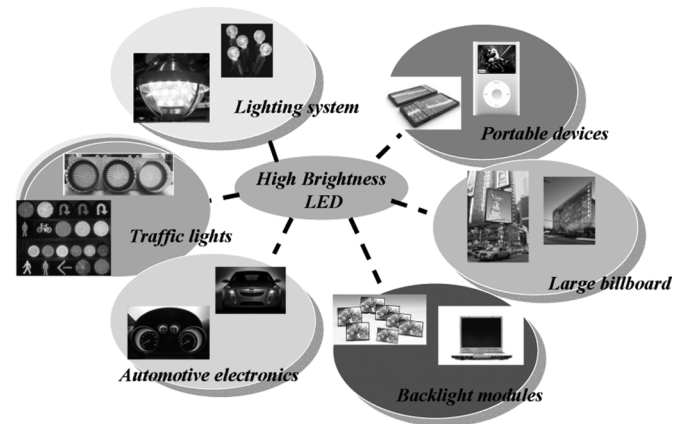 Lighting system
Portable devices
High Brightness
LED
Traffic lights
Large billboard
Automotive electronics
Backlight modules